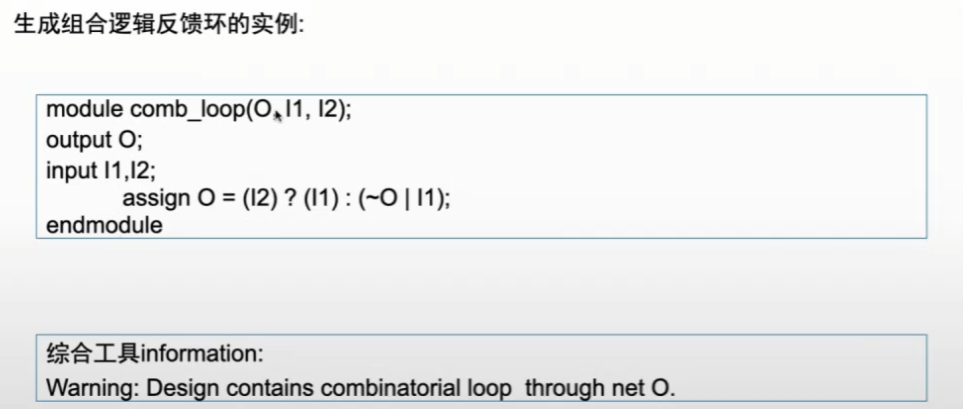 生成组合逻辑反馈环的实例:
module comb_loop(O, I1, I2);
output O;
input I1,I2;
assign O = (I2) ? (I1) : (~O | I1);
endmodule
综合工具information:
Warning: Design contains combinatorial loop through net O.